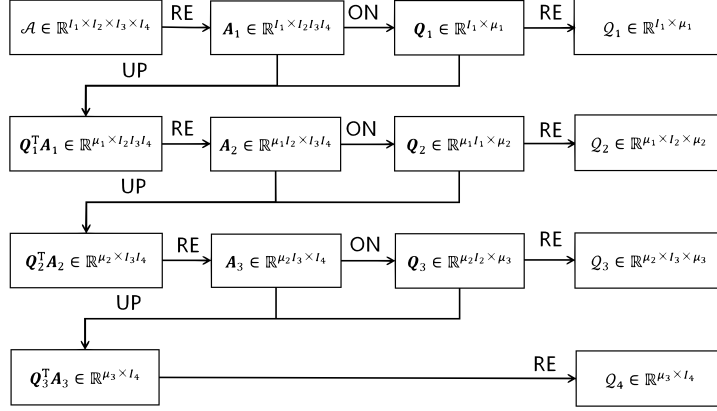 𝒜 ∈ ℝ^{I₁×I₂×I₃×I₄} RE A₁ ∈ ℝ^{I₁×I₂I₃I₄} ON Q₁ ∈ ℝ^{I₁×μ₁} RE 𝒬₁ ∈ ℝ^{I₁×μ₁}
UP
Q₁ᵀA₁ ∈ ℝ^{μ₁×I₂I₃I₄} RE A₂ ∈ ℝ^{μ₁I₂×I₃I₄} ON Q₂ ∈ ℝ^{μ₁I₁×μ₂} RE 𝒬₂ ∈ ℝ^{μ₁×I₂×μ₂}
UP
Q₂ᵀA₂ ∈ ℝ^{μ₂×I₃I₄} RE A₃ ∈ ℝ^{μ₂I₃×I₄} ON Q₃ ∈ ℝ^{μ₂I₂×μ₃} RE 𝒬₃ ∈ ℝ^{μ₂×I₃×μ₃}
UP
Q₃ᵀA₃ ∈ ℝ^{μ₃×I₄} RE 𝒬₄ ∈ ℝ^{μ₃×I₄}